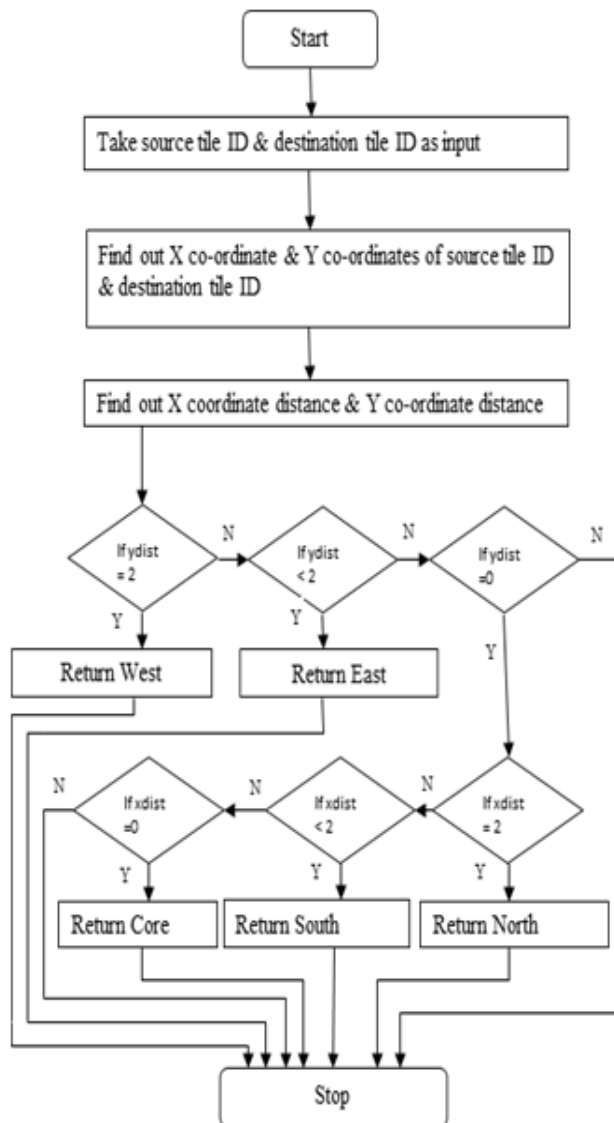 Start
Take source tile ID & destination tile ID as input
Find out X co-ordinate & Y co-ordinates of source tile ID
& destination tile ID
Find out X coordinate distance & Y co-ordinate distance
If ydist
= 2
N
If ydist
< 2
N
If ydist
=0
N
Y
Y
Y
Return West
Return East
N
If xdist
=0
N
If xdist
< 2
N
If xdist
= 2
Y
Y
Y
Return Core
Return South
Return North
Stop